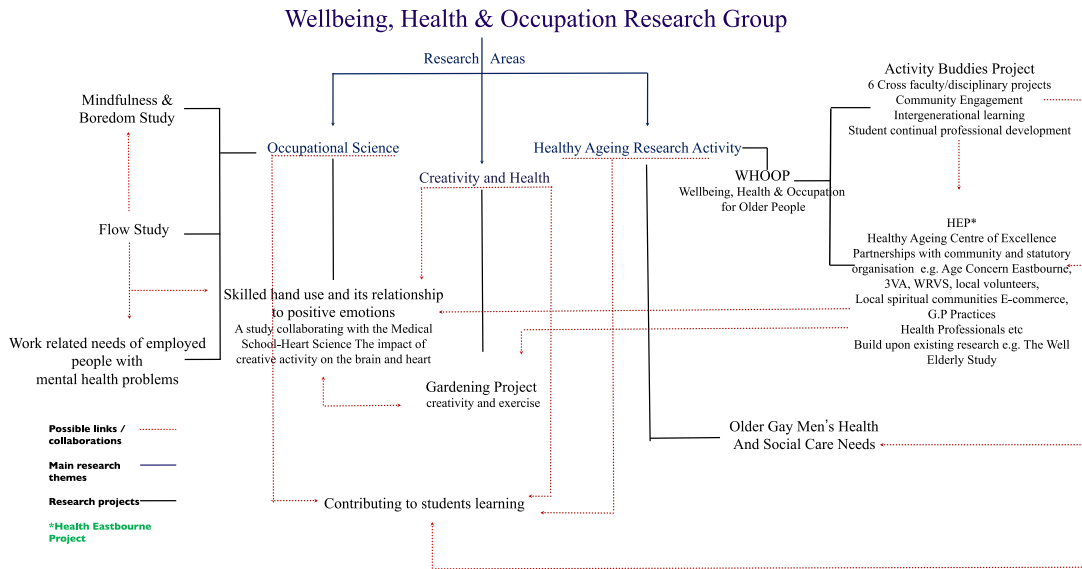 Wellbeing, Health & Occupation Research Group
Research Areas
Activity Buddies Project
6 Cross faculty/disciplinary projects
Community Engagement
Intergenerational learning
Student continual professional development
Mindfulness &
Boredom Study
Occupational Science
Healthy Ageing Research Activity
Creativity and Health
WHOOP
Wellbeing, Health & Occupation
for Older People
Flow Study
HEP*
Healthy Ageing Centre of Excellence
Partnerships with community and statutory
organisation e.g. Age Concern Eastbourne,
3VA, WRVS, local volunteers,
Local spiritual communities E-commerce,
G.P Practices
Health Professionals etc
Build upon existing research e.g. The Well
Elderly Study
Skilled hand use and its relationship
to positive emotions
A study collaborating with the Medical
School-Heart Science The impact of
creative activity on the brain and heart
Work related needs of employed
people with
mental health problems
Gardening Project
creativity and exercise
Older Gay Men's Health
And Social Care Needs
Possible links /
collaborations
Main research
themes
Research projects
*Health Eastbourne
Project
Contributing to students learning